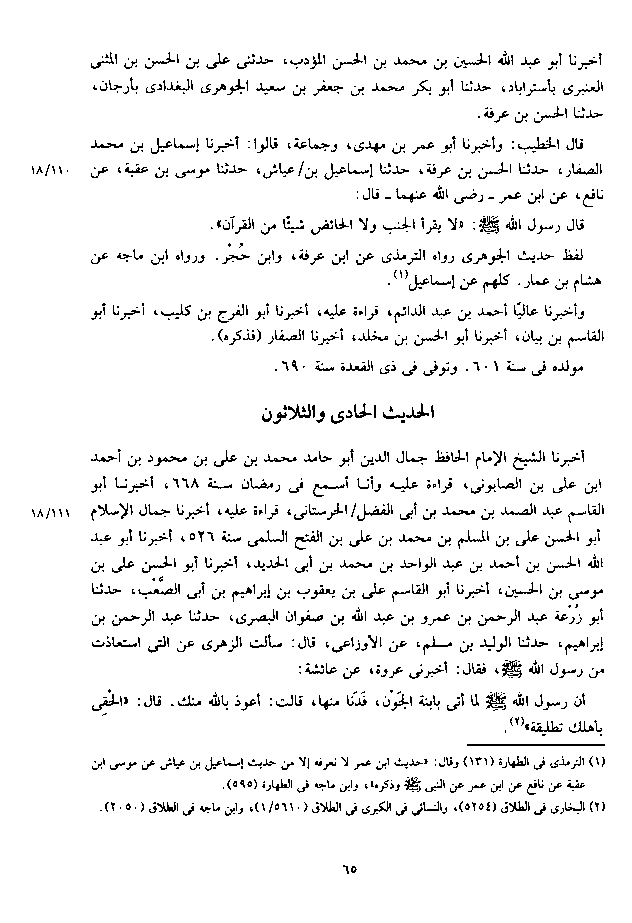 أخبرنا أبو عبد الله الحسين بن محمد بن الحسن المؤدب، حدثنى على بن الحسن بن المثنى
العنبرى بأستراباد، حدثنا أبو بكر محمد بن جعفر بن سعيد الجوهرى البغدادى بأرجان،
حدثنا الحسن بن عرفة.
قال الخطيب: وأخبرنا أبو عمر بن مهدى، وجماعة، قالوا: أخبرنا إسماعيل بن محمد
الصفار، حدثنا الحسن بن عرفة، حدثنا إسماعيل بن/ عياش، حدثنا موسى بن عقبة، عن ١٨/١١٠
نافع، عن ابن عمر ـ رضى الله عنهما ـ قال:
قال رسول الله ﷺ: «لا يقرأ الجنب ولا الحائض شيئًا من القرآن».
لفظ حديث الجوهرى رواه الترمذى عن ابن عرفة، وابن حُجْر. ورواه ابن ماجه عن
هشام بن عمار. كلهم عن إسماعيل(١).
وأخبرنا عاليًا أحمد بن عبد الدائم، قراءة عليه، أخبرنا أبو الفرج بن كليب، أخبرنا أبو
القاسم بن بيان، أخبرنا أبو الحسن بن مخلد، أخبرنا الصفار (فذكره).
مولده فى سنة ٦٠١. وتوفى فى ذى القعدة سنة ٦٩٠.
الحديث الحادى والثلاثون
أخبرنا الشيخ الإمام الحافظ جمال الدين أبو حامد محمد بن على بن محمود بن أحمد
ابن على بن الصابونى، قراءة عليه وأنا أسمع فى رمضان سنة ٦٦٨، أخبرنا أبو
القاسم عبد الصمد بن محمد بن أبى الفضل/ الحرستانى، قراءة عليه، أخبرنا جمال الإسلام ١٨/١١١
أبو الحسن على بن المسلم بن محمد بن على بن الفتح السلمى سنة ٥٢٦، أخبرنا أبو عبد
الله الحسن بن أحمد بن عبد الواحد بن محمد بن أبى الحديد، أخبرنا أبو الحسن على بن
موسى بن الحسين، أخبرنا أبو القاسم على بن يعقوب بن إبراهيم بن أبى الصَّعْب، حدثنا
أبو زُرْعة عبد الرحمن بن عمرو بن عبد الله بن صفوان البصرى، حدثنا عبد الرحمن بن
إبراهيم، حدثنا الوليد بن مسلم، عن الأوزاعى، قال: سألت الزهرى عن التى استعاذت
من رسول الله ﷺ، فقال: أخبرنى عروة، عن عائشة:
أن رسول الله ﷺ لما أتى بابنة الجَوْن، فَدَنا منها، قالت: أعوذ بالله منك. قال: «الحْقِى
بأهلك تطليقة»(٢).
(١) الترمذى فى الطهارة (١٣١) وقال: «حديث ابن عمر لا نعرفه إلا من حديث إسماعيل بن عياش عن موسى ابن
عقبة عن نافع عن ابن عمر عن النبى ﷺ وذكره»، وابن ماجه فى الطهارة (٥٩٥).
(٢) البخارى فى الطلاق (٥٢٥٤)، والنسائى فى الكبرى فى الطلاق (١/٥٦١٠)، وابن ماجه فى الطلاق (٢٠٥٠).
٦٥